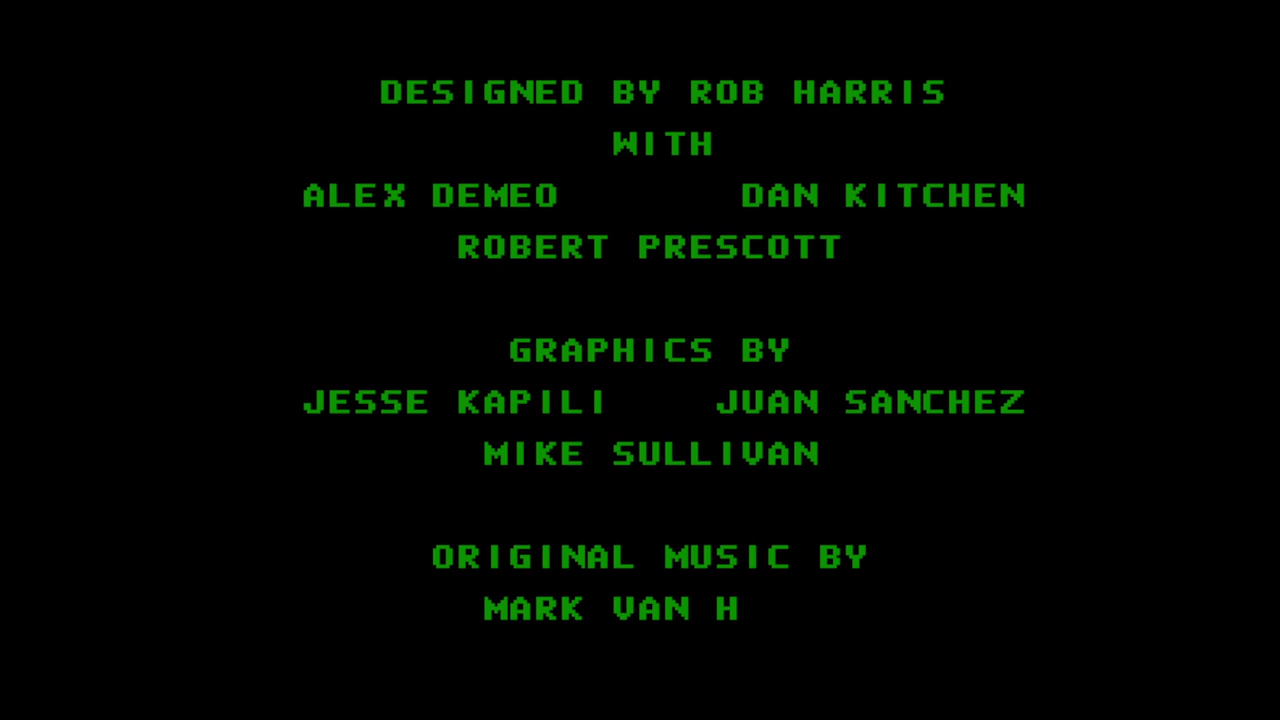 DESIGNED BY ROB HARRIS
WITH
ALEX DEMEO DAN KITCHEN
ROBERT PRESCOTT
GRAPHICS BY
JESSE KAPILI JUAN SANCHEZ
MIKE SULLIVAN
ORIGINAL MUSIC BY
MARK VAN H